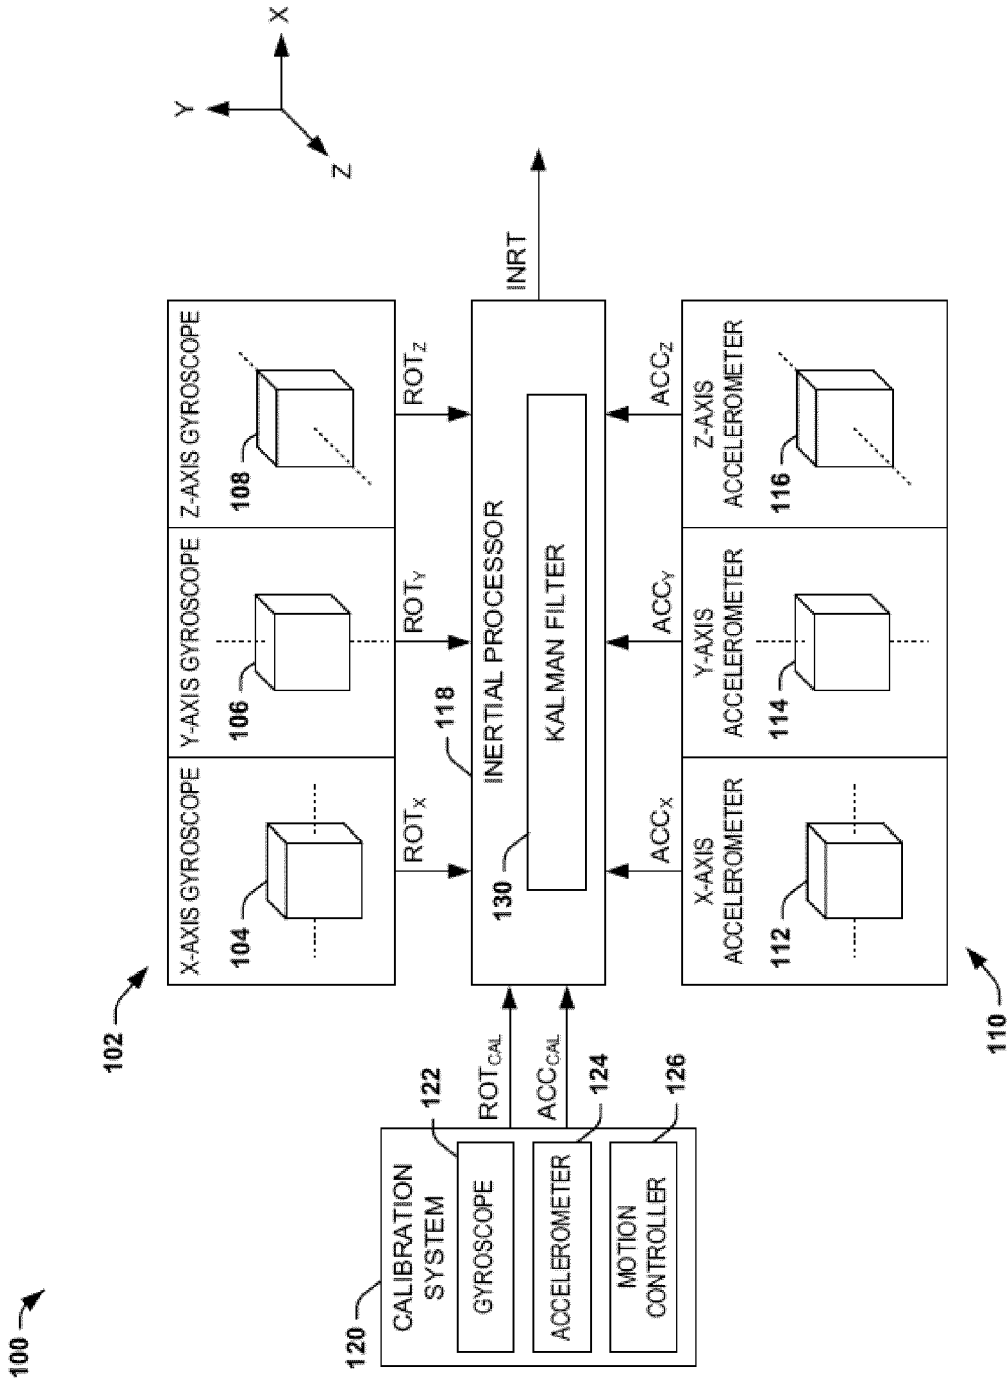 100
102
X-AXIS GYROSCOPE
104
Y-AXIS GYROSCOPE
106
Z-AXIS GYROSCOPE
108
Y
X
Z
ROTX
ROTY
ROTZ
120
CALIBRATION
SYSTEM
122
GYROSCOPE
124
ACCELEROMETER
126
MOTION
CONTROLLER
ROTCAL
ACCCAL
INERTIAL PROCESSOR
118
130
KALMAN FILTER
INRT
ACCX
ACCY
ACCZ
X-AXIS
ACCELEROMETER
112
Y-AXIS
ACCELEROMETER
114
Z-AXIS
ACCELEROMETER
116
110